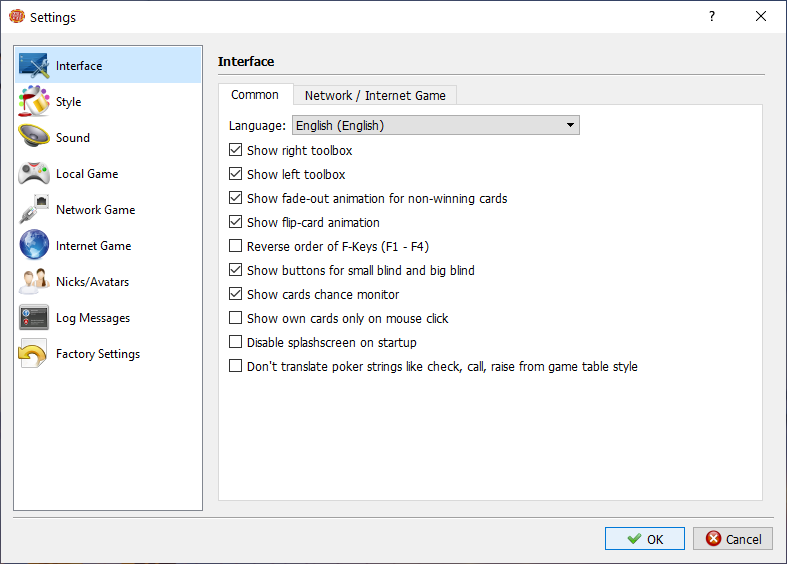 Settings
?
Interface
Style
Sound
Local Game
Network Game
Internet Game
Nicks/Avatars
Log Messages
Factory Settings
Interface
Common
Network / Internet Game
Language: English (English)
Show right toolbox
Show left toolbox
Show fade-out animation for non-winning cards
Show flip-card animation
Reverse order of F-Keys (F1 - F4)
Show buttons for small blind and big blind
Show cards chance monitor
Show own cards only on mouse click
Disable splashscreen on startup
Don't translate poker strings like check, call, raise from game table style
OK
Cancel